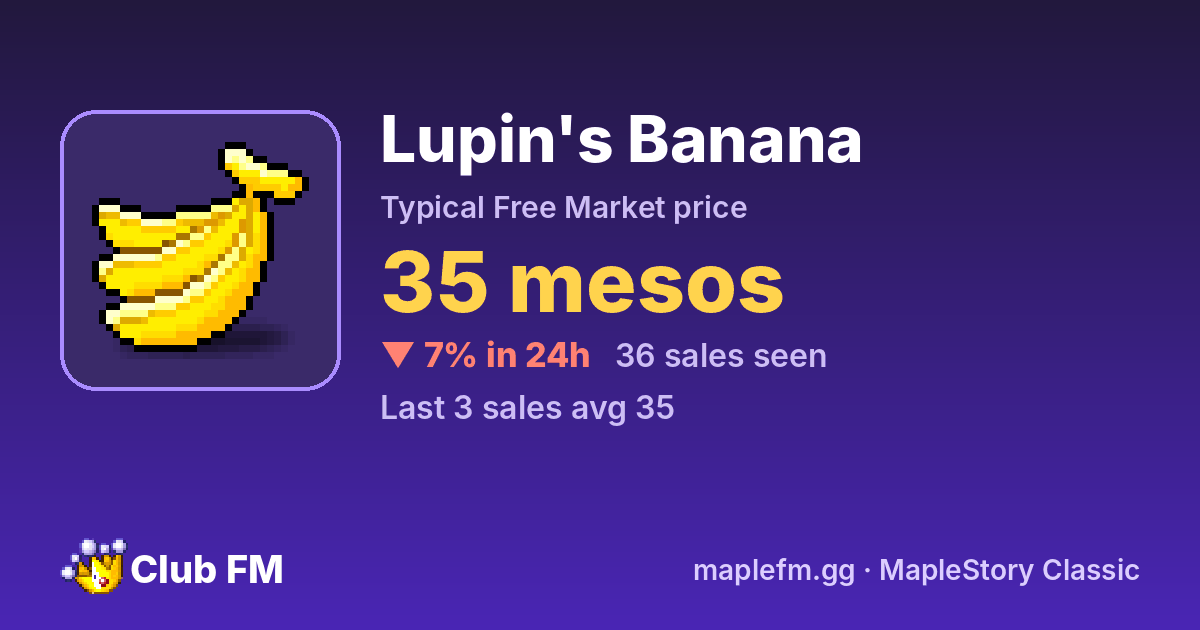 Lupin's Banana
Typical Free Market price
35 mesos
▼ 7% in 24h 36 sales seen
Last 3 sales avg 35
Club FM
maplefm.gg · MapleStory Classic